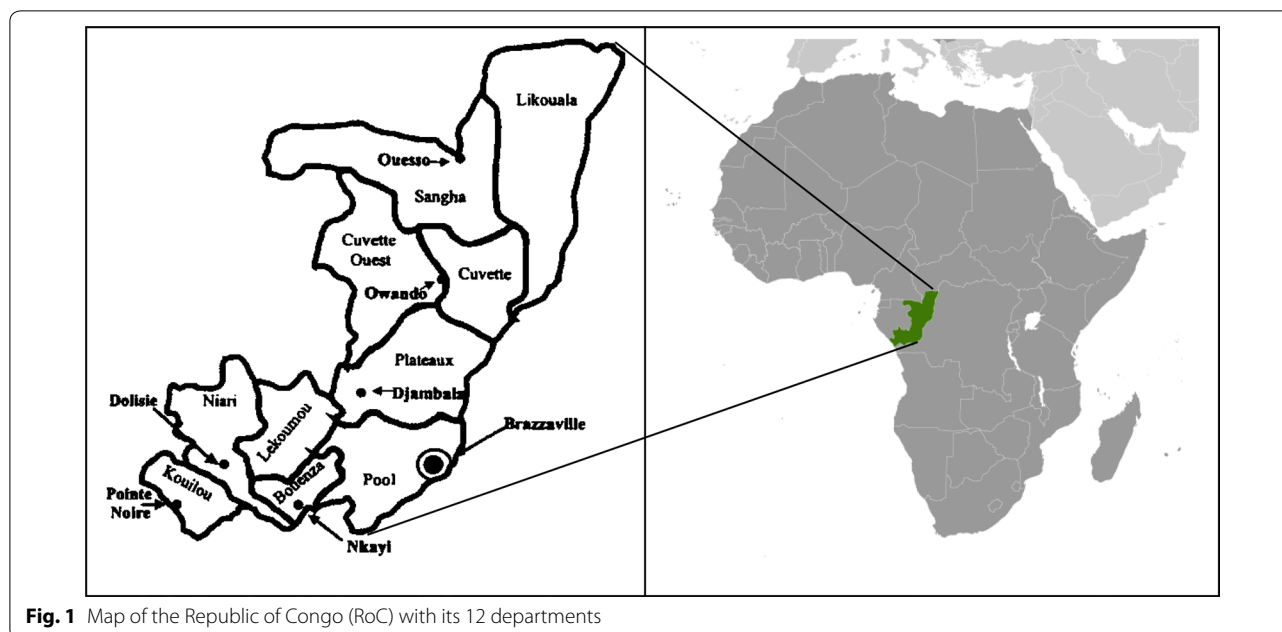 Likouala
Ouesso
Sangha
Cuvette
Ouest
Cuvette
Owando
Plateaux
Djambala
Dolisie
Niari
Lekoumou
Brazzaville
Kouilou
Bouenza
Pool
Pointe
Noire
Nkayi
Fig. 1 Map of the Republic of Congo (RoC) with its 12 departments